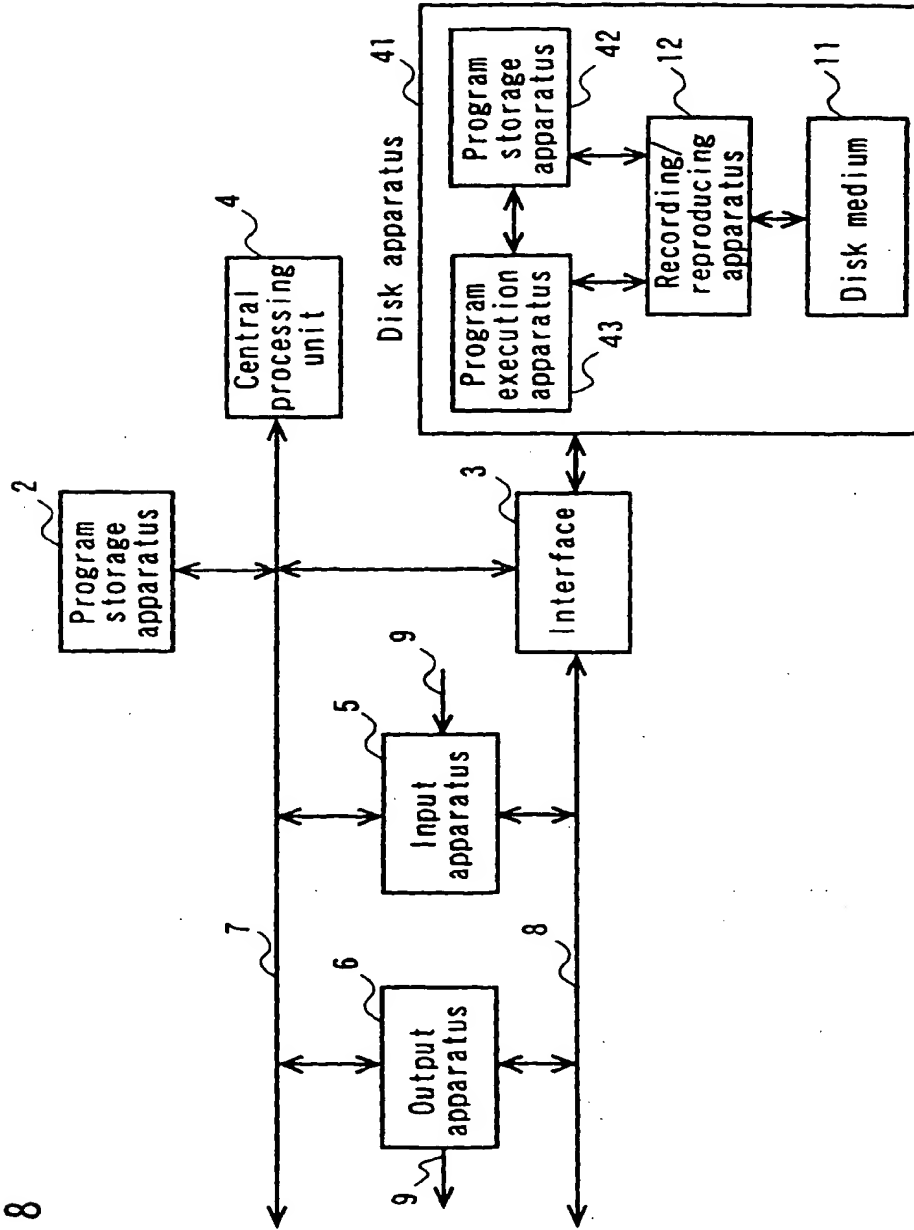 8
2
Program
storage
apparatus
4
Central
processing
unit
7
6
Output
apparatus
9
5
Input
apparatus
9
8
3
Interface
Disk apparatus
41
Program
execution
apparatus
43
Program
storage
apparatus
42
Recording/
reproducing
apparatus
12
Disk medium
11